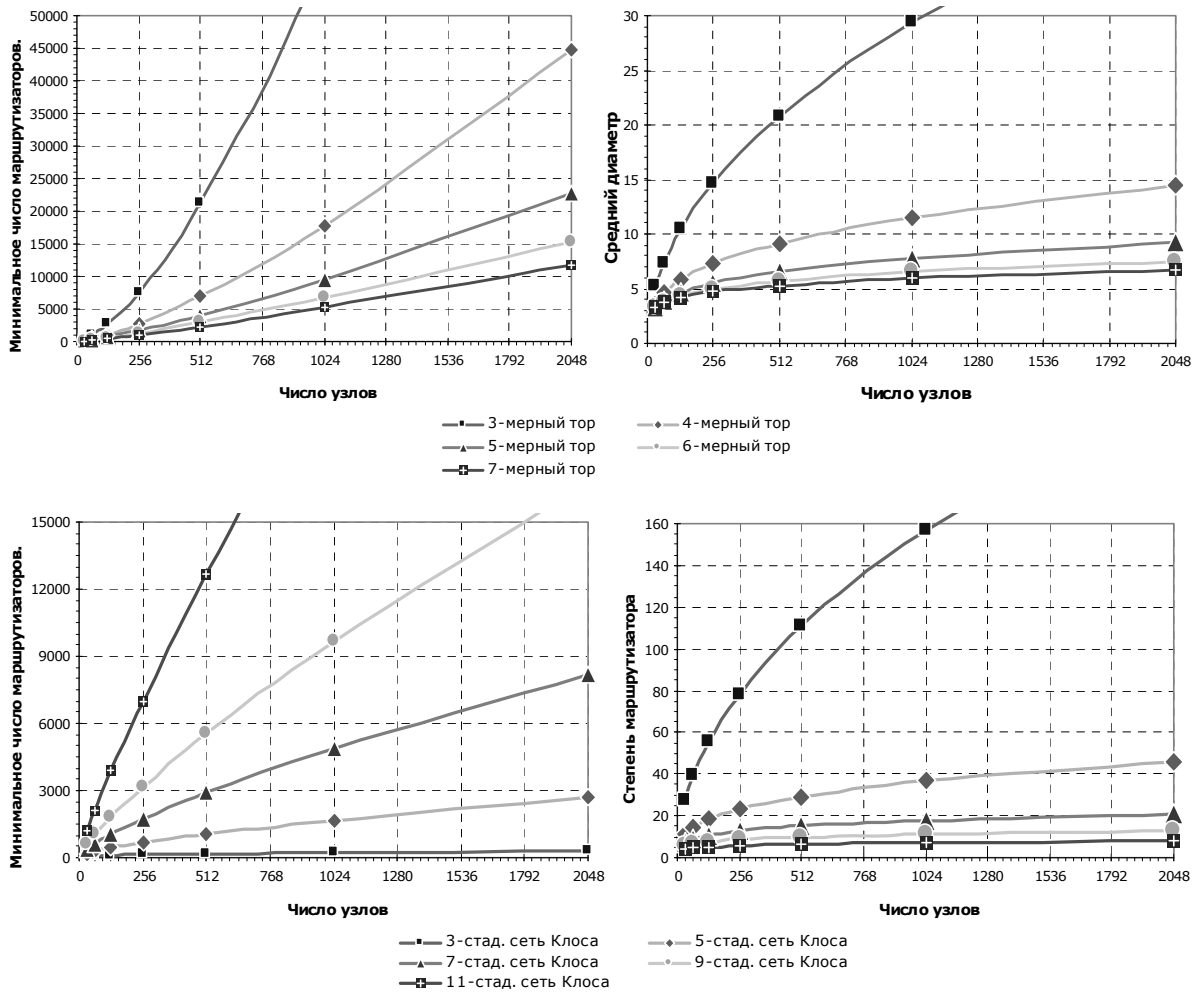 Минимальное число маршрутизаторов.
50000
45000
40000
35000
30000
25000
20000
15000
10000
5000
0
0 256 512 768 1024 1280 1536 1792 2048
Число узлов
Средний диаметр
30
25
20
15
10
5
0
0 256 512 768 1024 1280 1536 1792 2048
Число узлов
3-мерный тор 4-мерный тор
5-мерный тор 6-мерный тор
7-мерный тор
Минимальное число маршрутизаторов.
15000
12000
9000
6000
3000
0
0 256 512 768 1024 1280 1536 1792 2048
Число узлов
Степень маршрутизатора
160
140
120
100
80
60
40
20
0
0 256 512 768 1024 1280 1536 1792 2048
Число узлов
3-стад. сеть Клоса 5-стад. сеть Клоса
7-стад. сеть Клоса 9-стад. сеть Клоса
11-стад. сеть Клоса